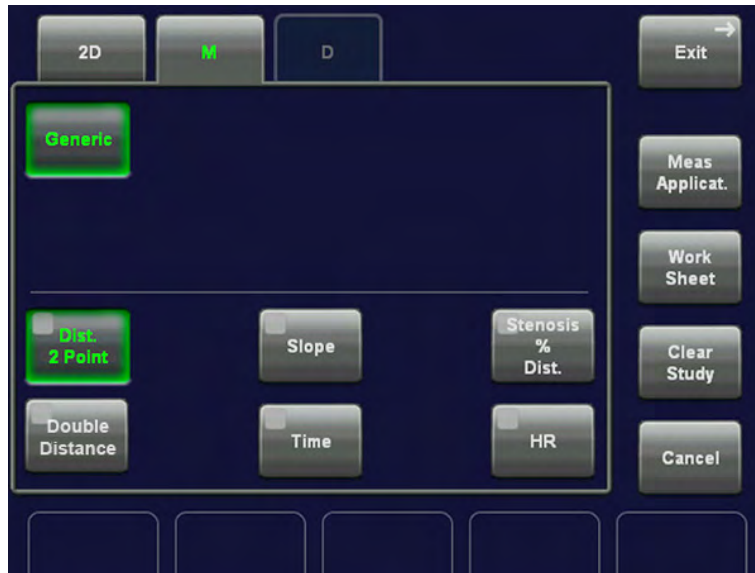 2D
M
D
Exit
Generic
Meas
Applicat.
Work
Sheet
Dist.
2 Point
Slope
Stenosis
%
Dist.
Clear
Study
Double
Distance
Time
HR
Cancel